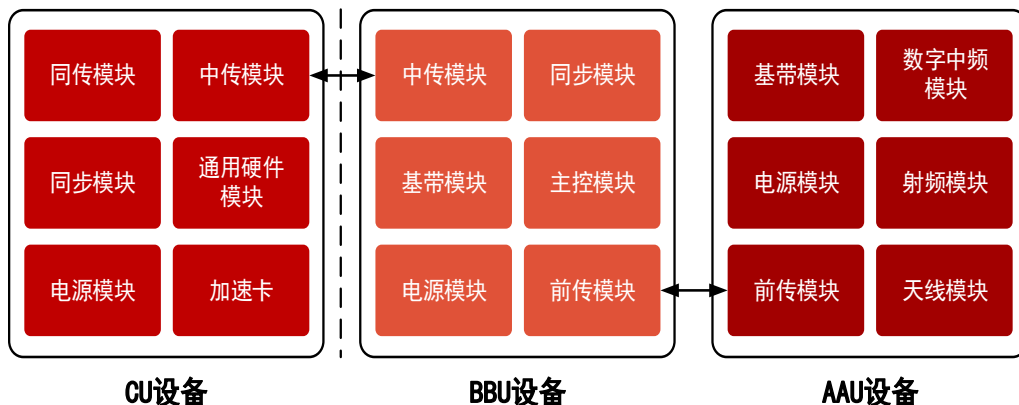 同传模块
中传模块
同步模块
通用硬件
模块
电源模块
加速卡
CU设备
中传模块
同步模块
基带模块
主控模块
电源模块
前传模块
BBU设备
基带模块
数字中频
模块
电源模块
射频模块
前传模块
天线模块
AAU设备